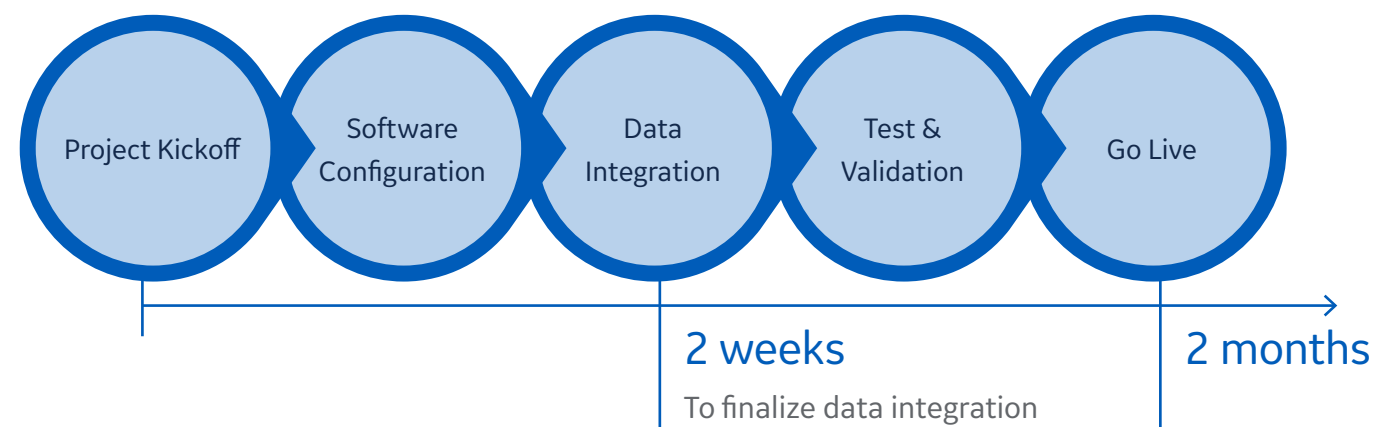 Project Kickoff
Software
Configuration
Data
Integration
Test &
Validation
Go Live
2 weeks
To finalize data integration
2 months